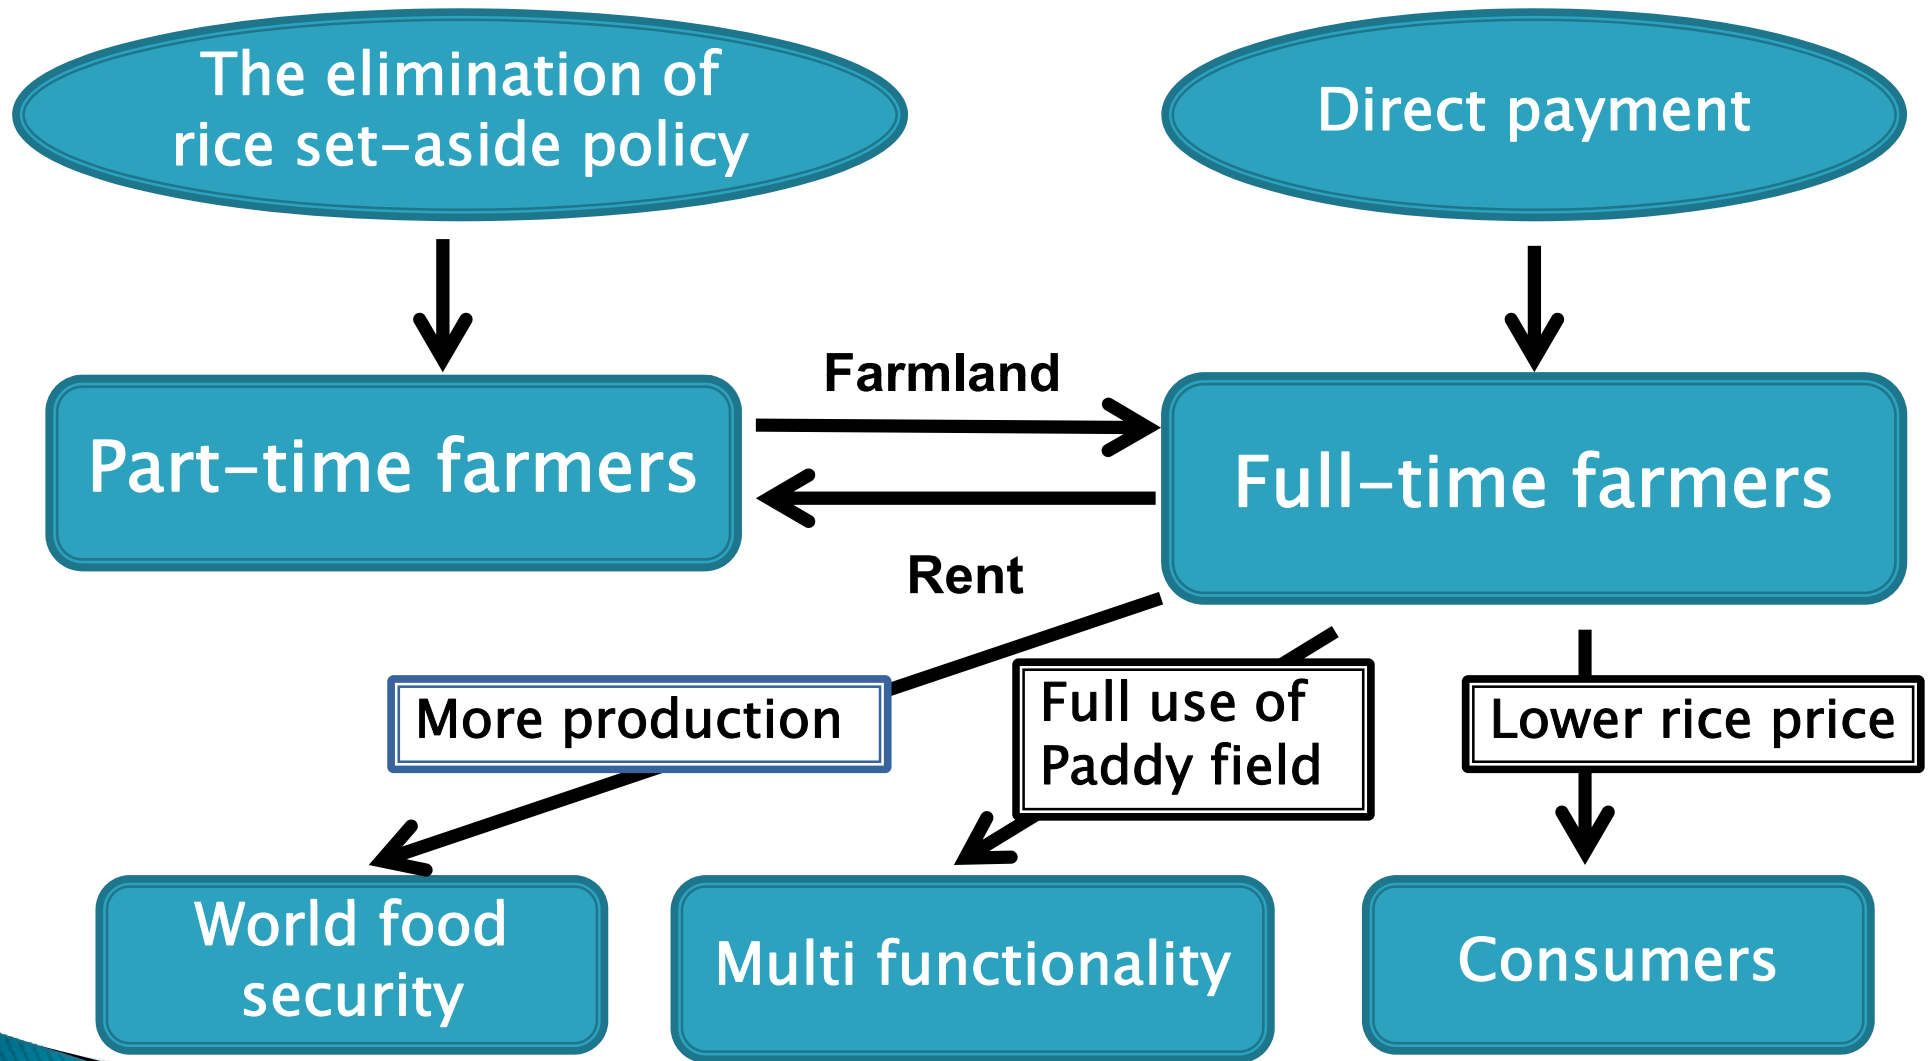 The elimination of
rice set-aside policy
Direct payment
Farmland
Part-time farmers
Full-time farmers
Rent
More production
Full use of
Paddy field
Lower rice price
World food
security
Multi functionality
Consumers